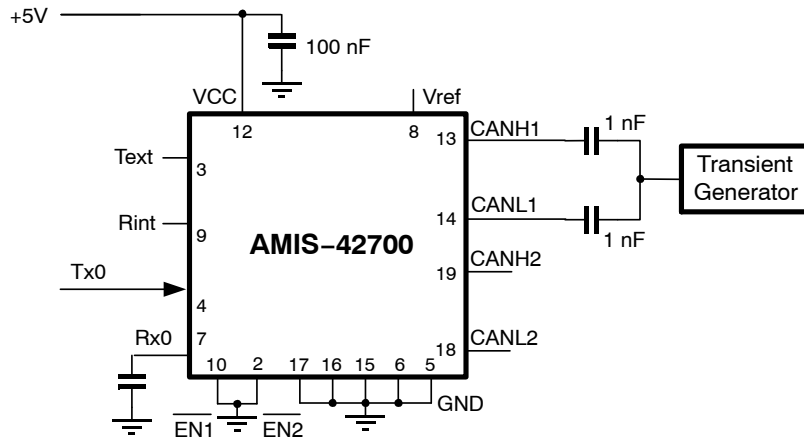 +5V
100 nF
VCC
Vref
12
8
13
CANH1
1 nF
Text
3
Transient
Generator
Rint
9
14
CANL1
1 nF
AMIS−42700
19
CANH2
Tx0
4
Rx0
7
18
CANL2
10
2
17
16
15
6
5
GND
EN1
EN2